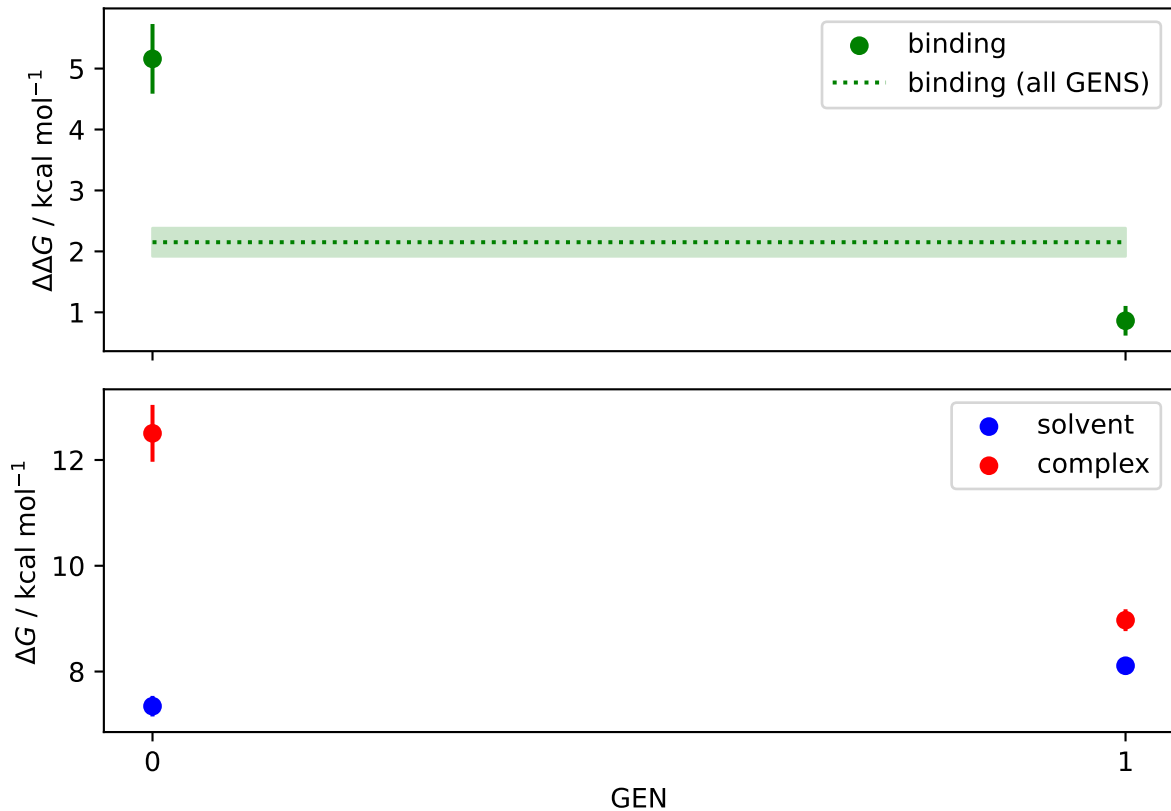 binding
binding (all GENS)
ΔΔG / kcal mol⁻¹
5
4
3
2
1
solvent
complex
ΔG / kcal mol⁻¹
12
10
8
0 1
GEN